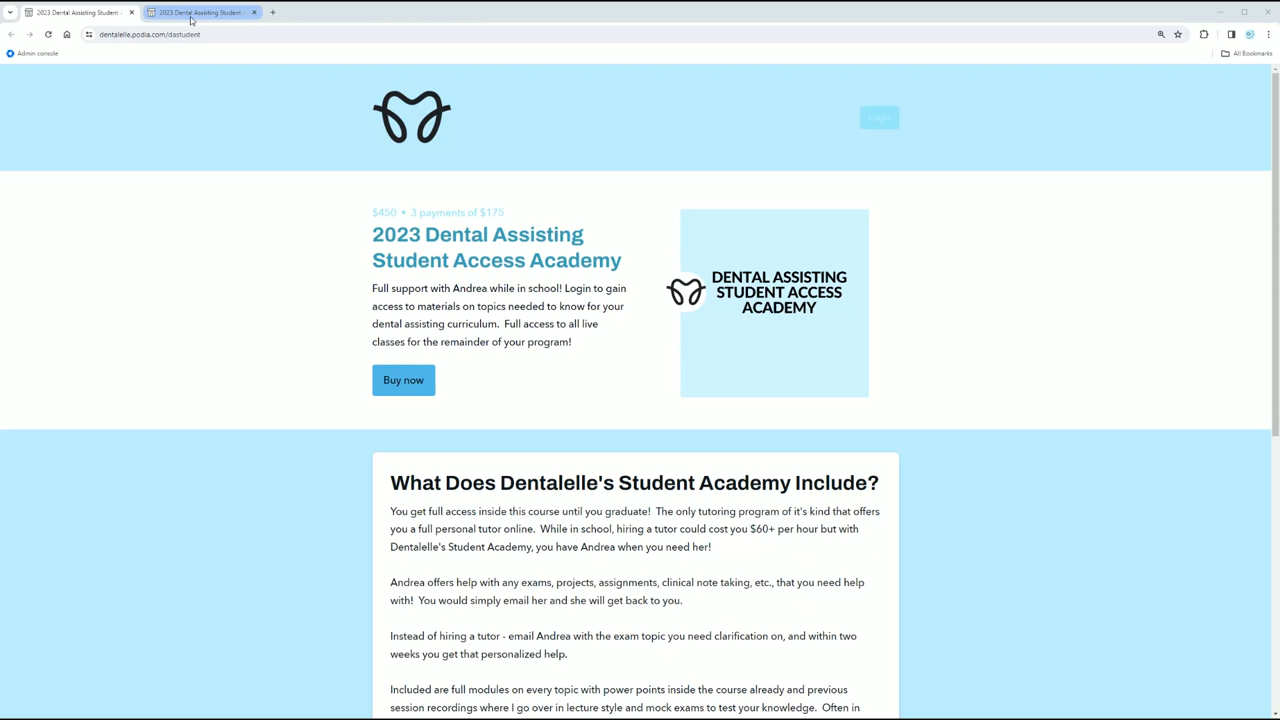 2023 Dental Assisting Student
2023 Dental Assisting Student
dentalelle.podia.com/dastudent
Admin console
All Bookmarks
Login
$450 • 3 payments of $175
2023 Dental Assisting
Student Access Academy
Full support with Andrea while in school! Login to gain
access to materials on topics needed to know for your
dental assisting curriculum. Full access to all live
classes for the remainder of your program!
Buy now
DENTAL ASSISTING
STUDENT ACCESS
ACADEMY
What Does Dentalelle's Student Academy Include?
You get full access inside this course until you graduate! The only tutoring program of it's kind that offers
you a full personal tutor online. While in school, hiring a tutor could cost you $60+ per hour but with
Dentalelle's Student Academy, you have Andrea when you need her!
Andrea offers help with any exams, projects, assignments, clinical note taking, etc., that you need help
with! You would simply email her and she will get back to you.
Instead of hiring a tutor - email Andrea with the exam topic you need clarification on, and within two
weeks you get that personalized help.
Included are full modules on every topic with power points inside the course already and previous
session recordings where I go over in lecture style and mock exams to test your knowledge. Often in